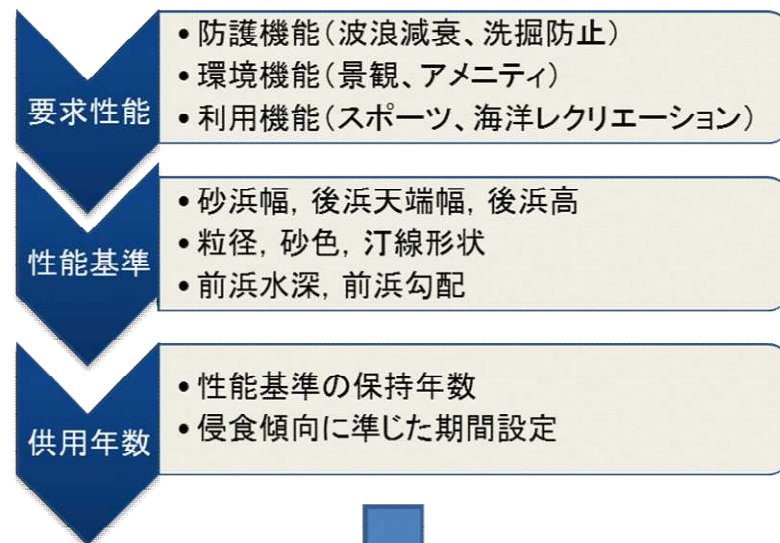 要求性能
• 防護機能（波浪減衰、洗掘防止）
• 環境機能（景観、アメニティ）
• 利用機能（スポーツ、海洋レクリエーション）
性能基準
• 砂浜幅，後浜天端幅，後浜高
• 粒径，砂色，汀線形状
• 前浜水深，前浜勾配
供用年数
• 性能基準の保持年数
• 侵食傾向に準じた期間設定